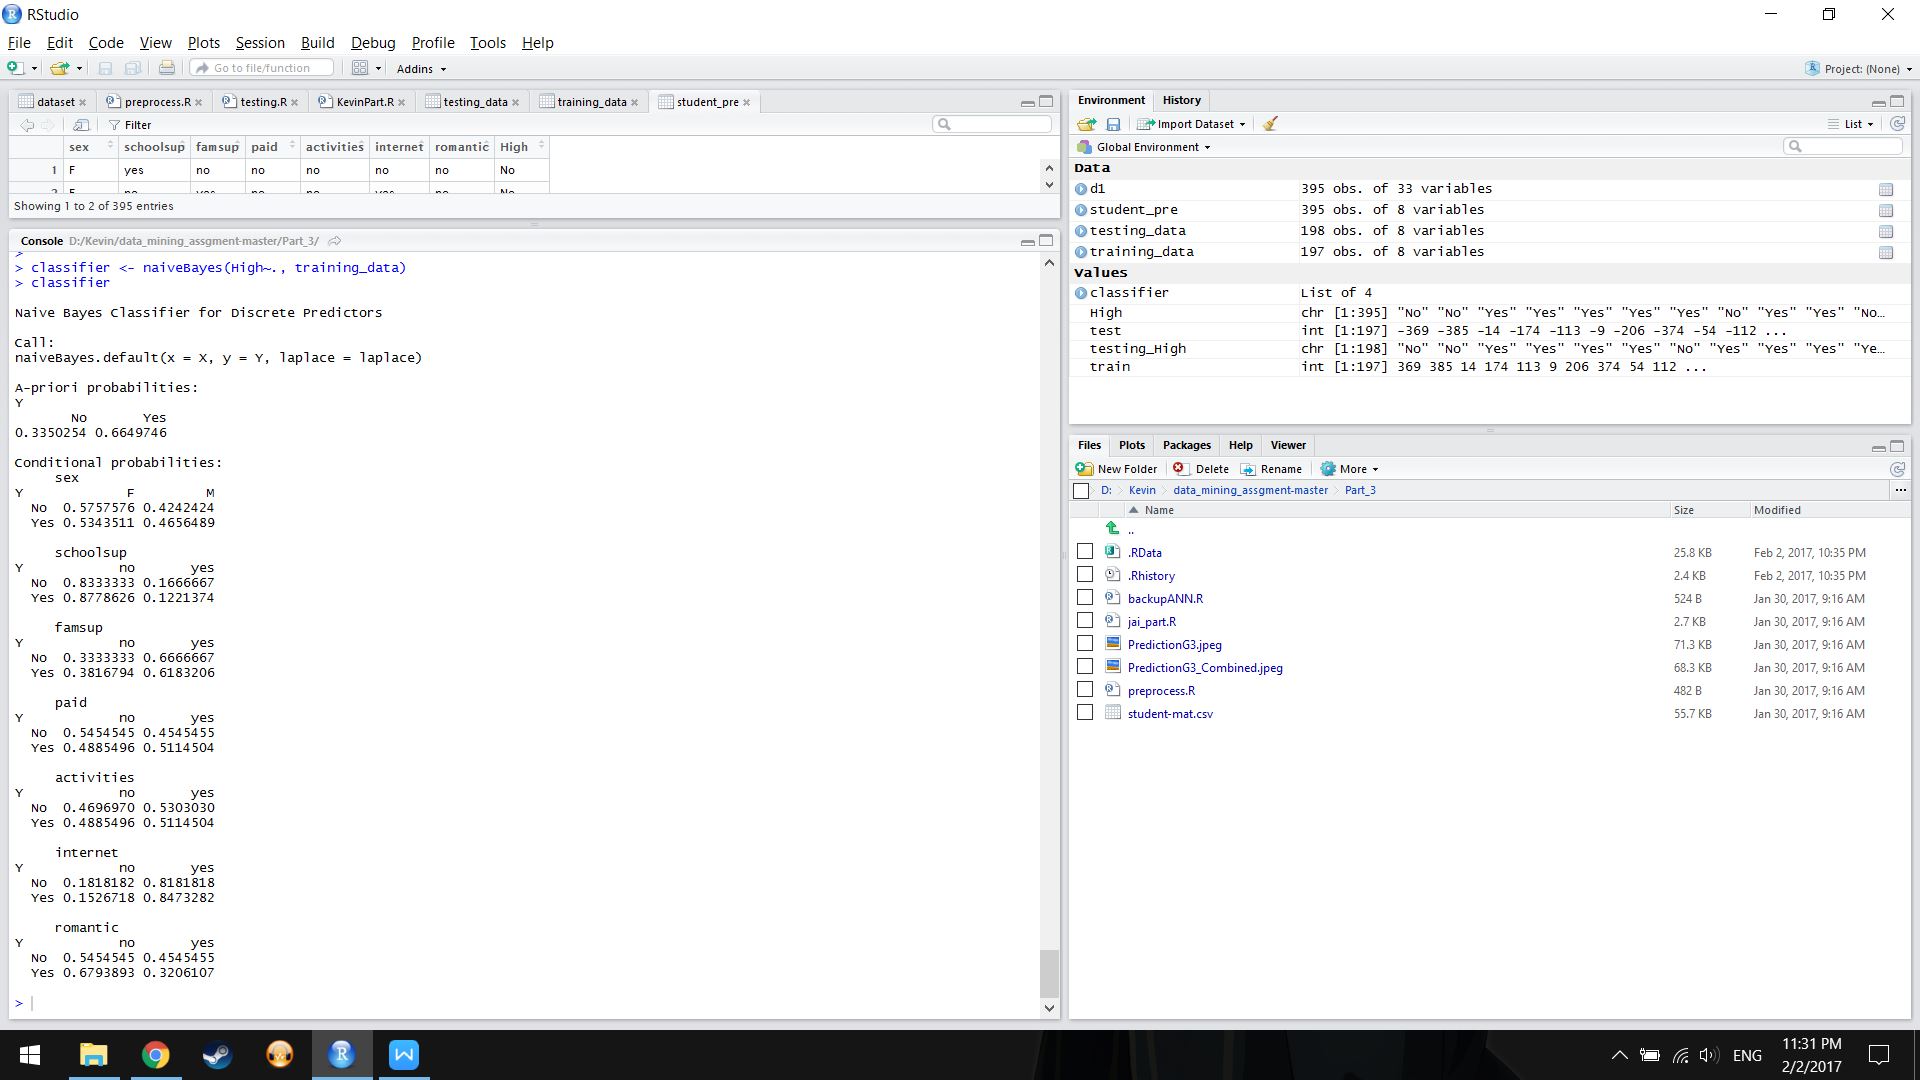 RStudio
File Edit Code View Plots Session Build Debug Profile Tools Help
Go to file/function Addins Project: (None)
dataset preprocess.R testing.R KevinPart.R testing_data training_data student_pre
Filter
sex schoolsup famsup paid activities internet romantic High
1 F yes no no no no no No
2 F no yes no no yes no No
Showing 1 to 2 of 395 entries
Console D:/Kevin/data_mining_assgment-master/Part_3/
>
> classifier <- naiveBayes(High~., training_data)
> classifier
Naive Bayes Classifier for Discrete Predictors
Call:
naiveBayes.default(x = X, y = Y, laplace = laplace)
A-priori probabilities:
Y
No Yes
0.3350254 0.6649746
Conditional probabilities:
sex
Y F M
No 0.5757576 0.4242424
Yes 0.5343511 0.4656489
schoolsup
Y no yes
No 0.8333333 0.1666667
Yes 0.8778626 0.1221374
famsup
Y no yes
No 0.3333333 0.6666667
Yes 0.3816794 0.6183206
paid
Y no yes
No 0.5454545 0.4545455
Yes 0.4885496 0.5114504
activities
Y no yes
No 0.4696970 0.5303030
Yes 0.4885496 0.5114504
internet
Y no yes
No 0.1818182 0.8181818
Yes 0.1526718 0.8473282
romantic
Y no yes
No 0.5454545 0.4545455
Yes 0.6793893 0.3206107
>
Environment History
Import Dataset List
Global Environment
Data
d1 395 obs. of 33 variables
student_pre 395 obs. of 8 variables
testing_data 198 obs. of 8 variables
training_data 197 obs. of 8 variables
Values
classifier List of 4
High chr [1:395] "No" "No" "Yes" "Yes" "Yes" "Yes" "Yes" "No" "Yes" "Yes" "No…
test int [1:197] -369 -385 -14 -174 -113 -9 -206 -374 -54 -112 ...
testing_High chr [1:198] "No" "No" "Yes" "Yes" "Yes" "Yes" "No" "Yes" "Yes" "Yes" "Ye…
train int [1:197] 369 385 14 174 113 9 206 374 54 112 ...
Files Plots Packages Help Viewer
New Folder Delete Rename More
D: Kevin data_mining_assgment-master Part_3 ...
Name Size Modified
..
.RData 25.8 KB Feb 2, 2017, 10:35 PM
.Rhistory 2.4 KB Feb 2, 2017, 10:35 PM
backupANN.R 524 B Jan 30, 2017, 9:16 AM
jai_part.R 2.7 KB Jan 30, 2017, 9:16 AM
PredictionG3.jpeg 71.3 KB Jan 30, 2017, 9:16 AM
PredictionG3_Combined.jpeg 68.3 KB Jan 30, 2017, 9:16 AM
preprocess.R 482 B Jan 30, 2017, 9:16 AM
student-mat.csv 55.7 KB Jan 30, 2017, 9:16 AM
ENG 11:31 PM
2/2/2017